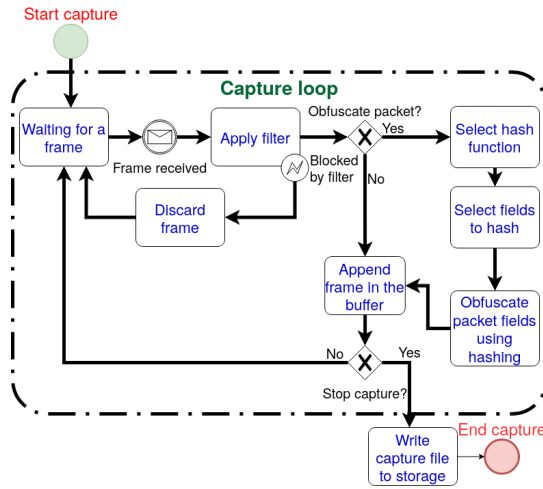 Start capture
Capture loop
Waiting for a
frame
Frame received
Apply filter
Blocked
by filter
Discard
frame
Obfuscate packet?
Yes
No
Select hash
function
Select fields
to hash
Obfuscate
packet fields
using
hashing
Append
frame in the
buffer
No
Yes
Stop capture?
Write
capture file
to storage
End capture